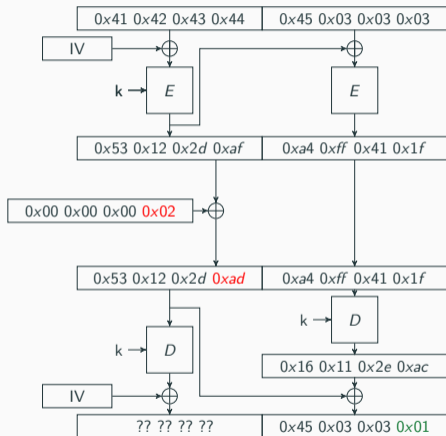 0x41 0x42 0x43 0x44 0x45 0x03 0x03 0x03
IV
k E E
0x53 0x12 0x2d 0xaf 0xa4 0xff 0x41 0x1f
0x00 0x00 0x00 0x02
0x53 0x12 0x2d 0xad 0xa4 0xff 0x41 0x1f
k D
k D
0x16 0x11 0x2e 0xac
IV
?? ?? ?? ?? 0x45 0x03 0x03 0x01